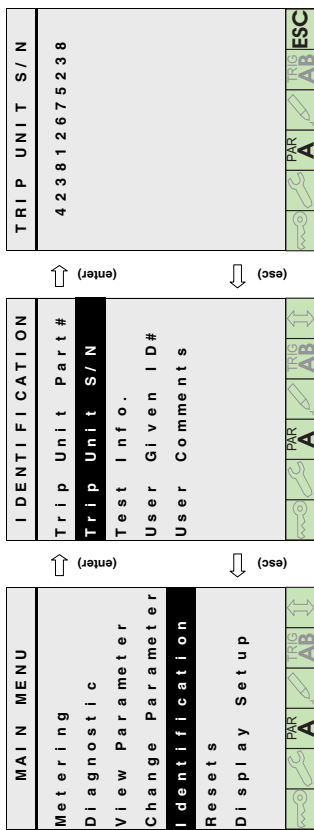 MAIN MENU
Metering
Diagnostic
View Parameter
Change Parameter
Identification
Resets
Display Setup
PAR
A
TRIG
AB
(enter)
(esc)
IDENTIFICATION
Trip Unit Part#
Trip Unit S/N
Test Info.
User Given ID#
User Comments
PAR
A
TRIG
AB
(enter)
(esc)
TRIP UNIT S/N
423812675238
PAR
A
TRIG
AB
ESC